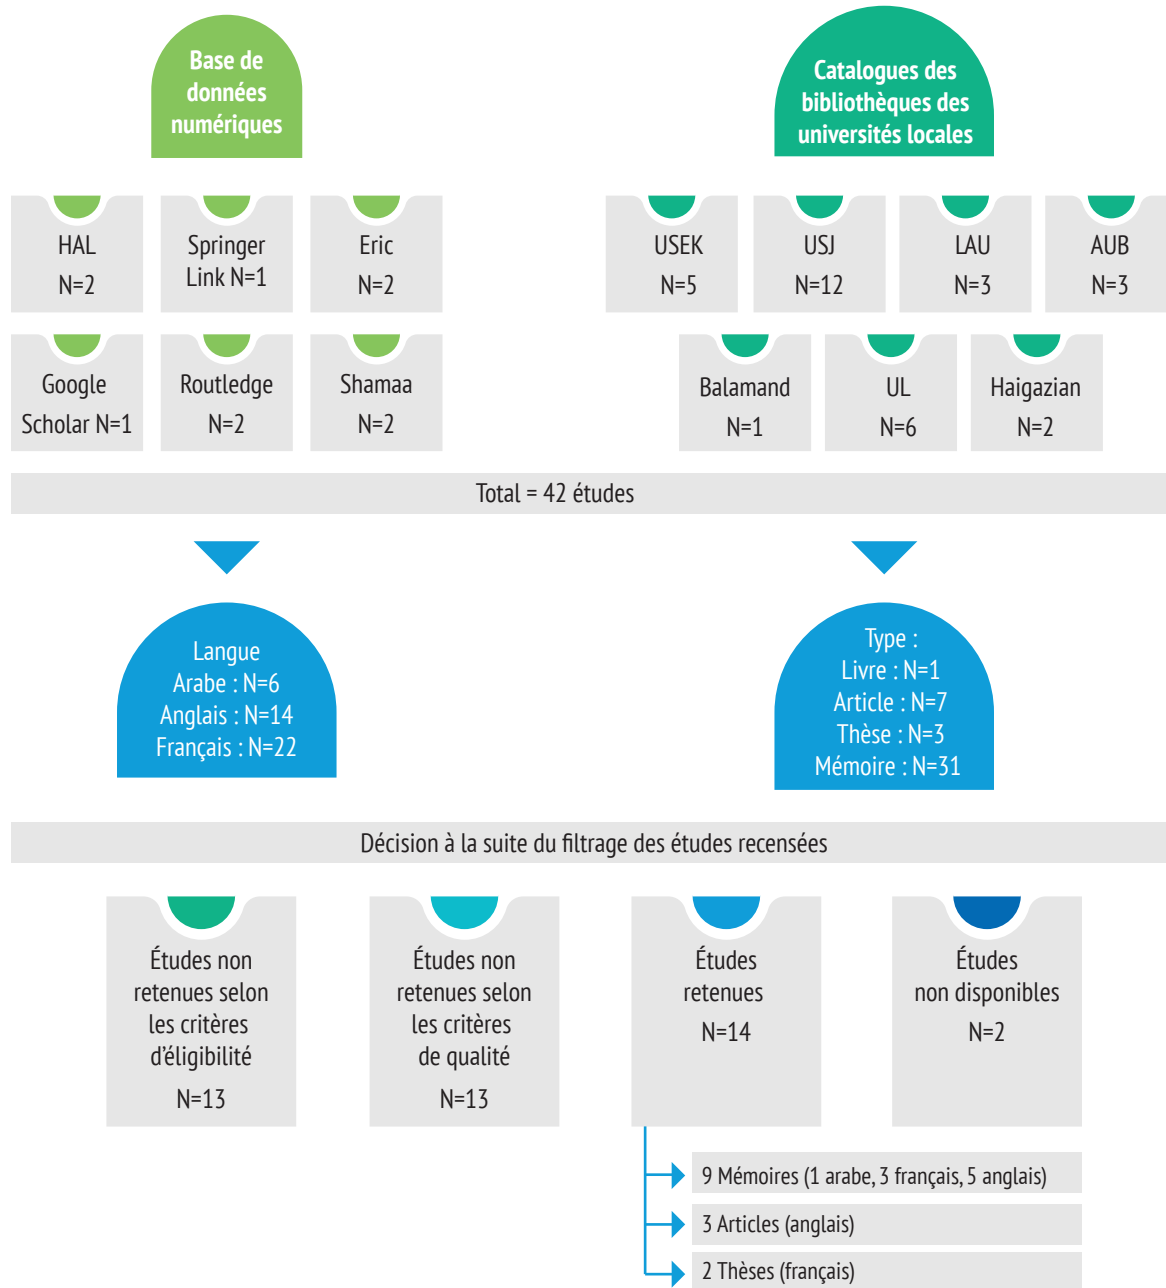 Base de
données
numériques
Catalogues des
bibliothèques des
universités locales
HAL
N=2
Springer
Link N=1
Eric
N=2
USEK
N=5
USJ
N=12
LAU
N=3
AUB
N=3
Google
Scholar N=1
Routledge
N=2
Shamaa
N=2
Balamand
N=1
UL
N=6
Haigazian
N=2
Total = 42 études
Langue
Arabe : N=6
Anglais : N=14
Français : N=22
Type :
Livre : N=1
Article : N=7
Thèse : N=3
Mémoire : N=31
Décision à la suite du filtrage des études recensées
Études non
retenues selon
les critères
d’éligibilité
N=13
Études non
retenues selon
les critères
de qualité
N=13
Études
retenues
N=14
Études
non disponibles
N=2
9 Mémoires (1 arabe, 3 français, 5 anglais)
3 Articles (anglais)
2 Thèses (français)